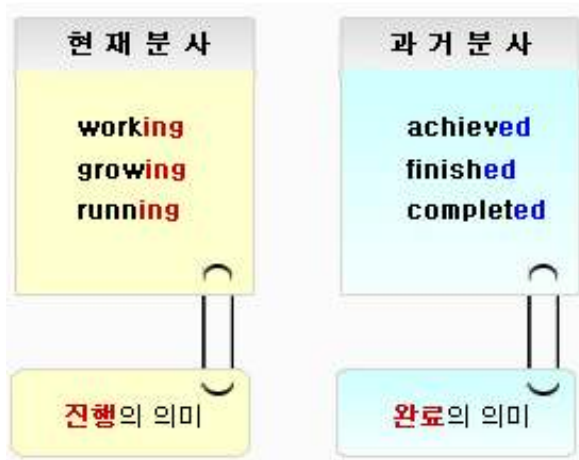 현재분사
working
growing
running
진행의 의미
과거분사
achieved
finished
completed
완료의 의미